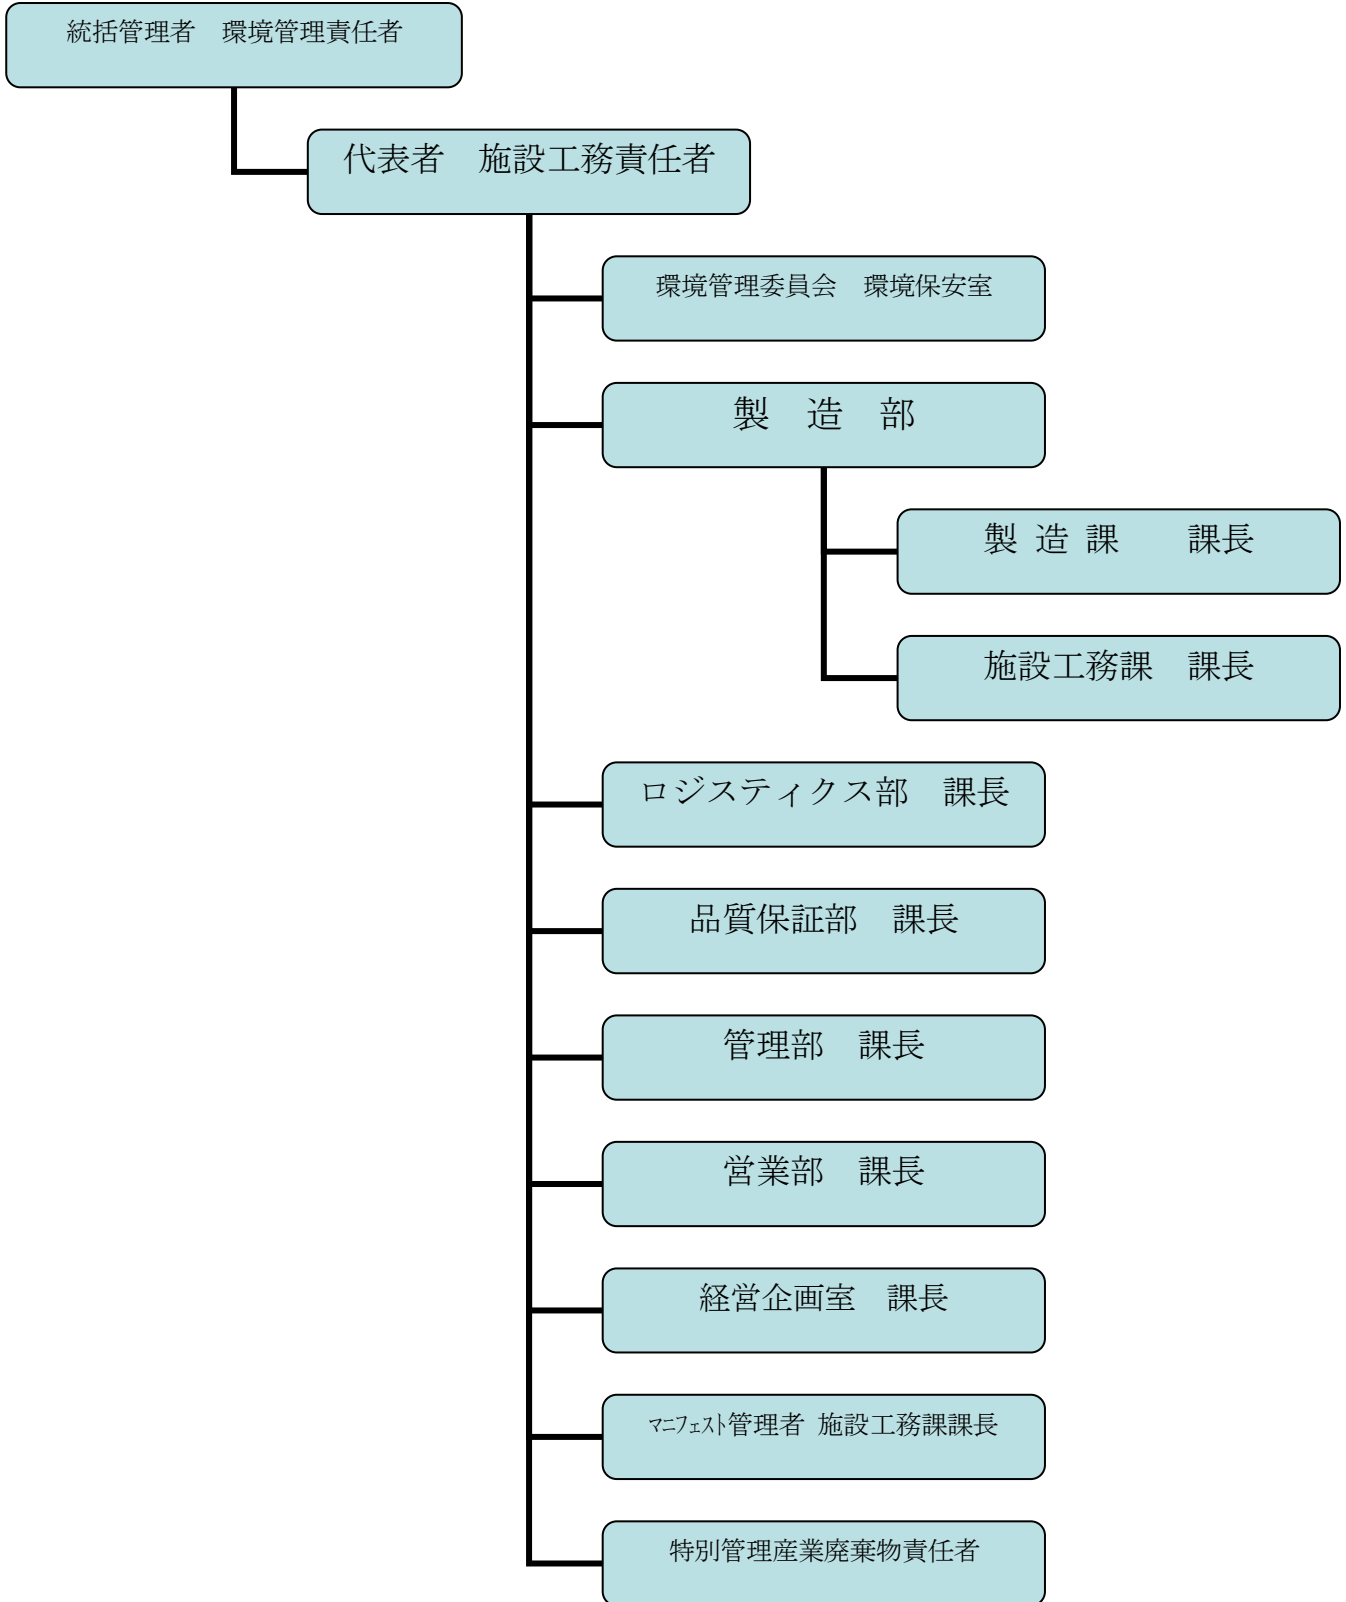 統括管理者　環境管理責任者
代表者　施設工務責任者
環境管理委員会　環境保安室
製　造　部
製 造 課　　課長
施設工務課　課長
ロジスティクス部　課長
品質保証部　課長
管理部　課長
営業部　課長
経営企画室　課長
ﾏﾆﾌｪｽﾄ管理者 施設工務課課長
特別管理産業廃棄物責任者